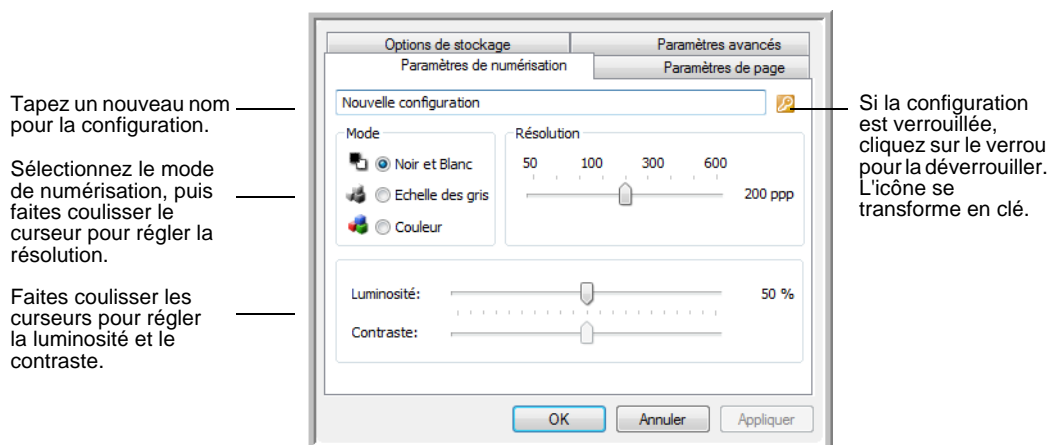 Options de stockage
Paramètres avancés
Paramètres de numérisation
Paramètres de page
Tapez un nouveau nom
pour la configuration.
Nouvelle configuration
Si la configuration
est verrouillée,
cliquez sur le verrou
pour la déverrouiller.
L'icône se
transforme en clé.
Sélectionnez le mode
de numérisation, puis
faites coulisser le
curseur pour régler la
résolution.
Mode
Noir et Blanc
Echelle des gris
Couleur
Résolution
50 100 300 600
200 ppp
Faites coulisser les
curseurs pour régler
la luminosité et le
contraste.
Luminosité:
50 %
Contraste:
OK
Annuler
Appliquer